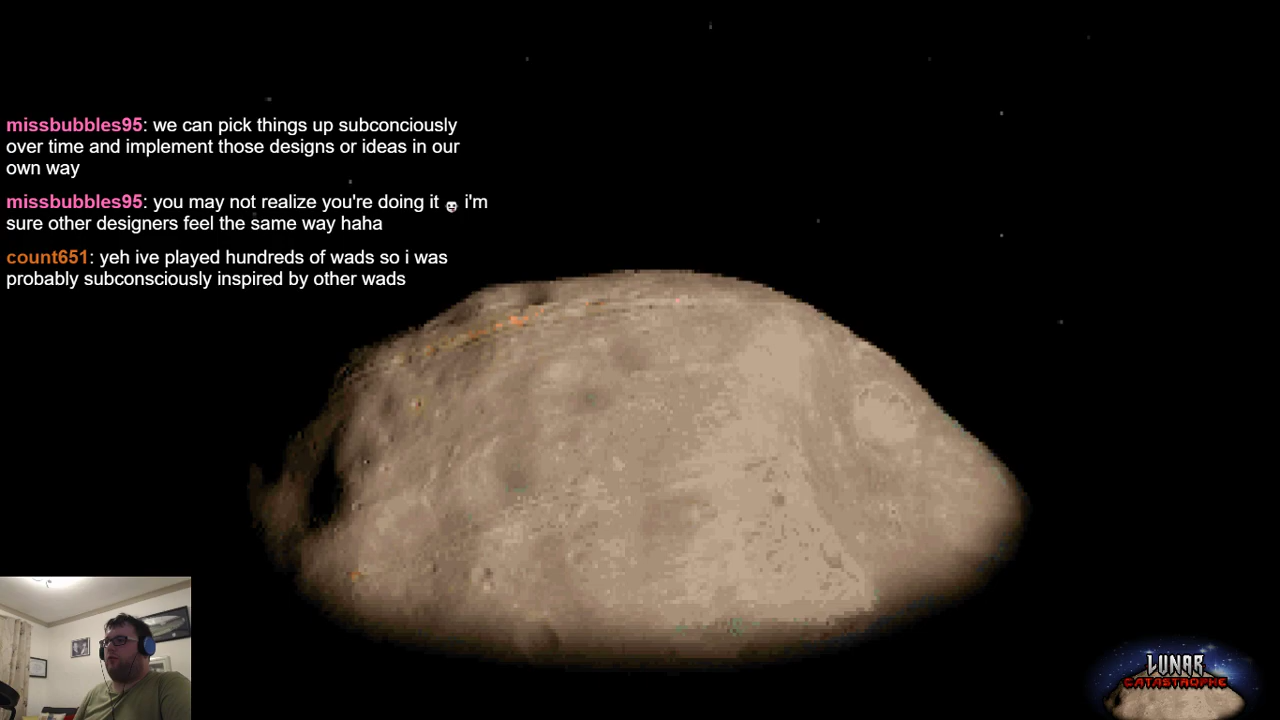 missbubbles95: we can pick things up subconciously
over time and implement those designs or ideas in our
own way
missbubbles95: you may not realize you're doing it i'm
sure other designers feel the same way haha
count651: yeh ive played hundreds of wads so i was
probably subsconsciously inspired by other wads
LUNAR
CATASTROPHE